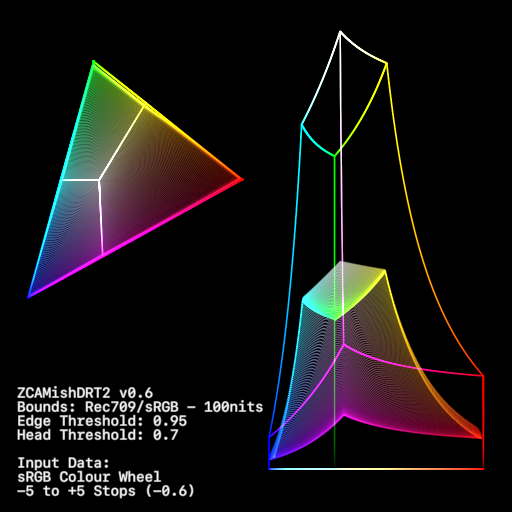 ZCAMishDRT2 v0.6
Bounds: Rec709/sRGB – 100nits
Edge Threshold: 0.95
Head Threshold: 0.7
Input Data:
sRGB Colour Wheel
–5 to +5 Stops (–0.6)